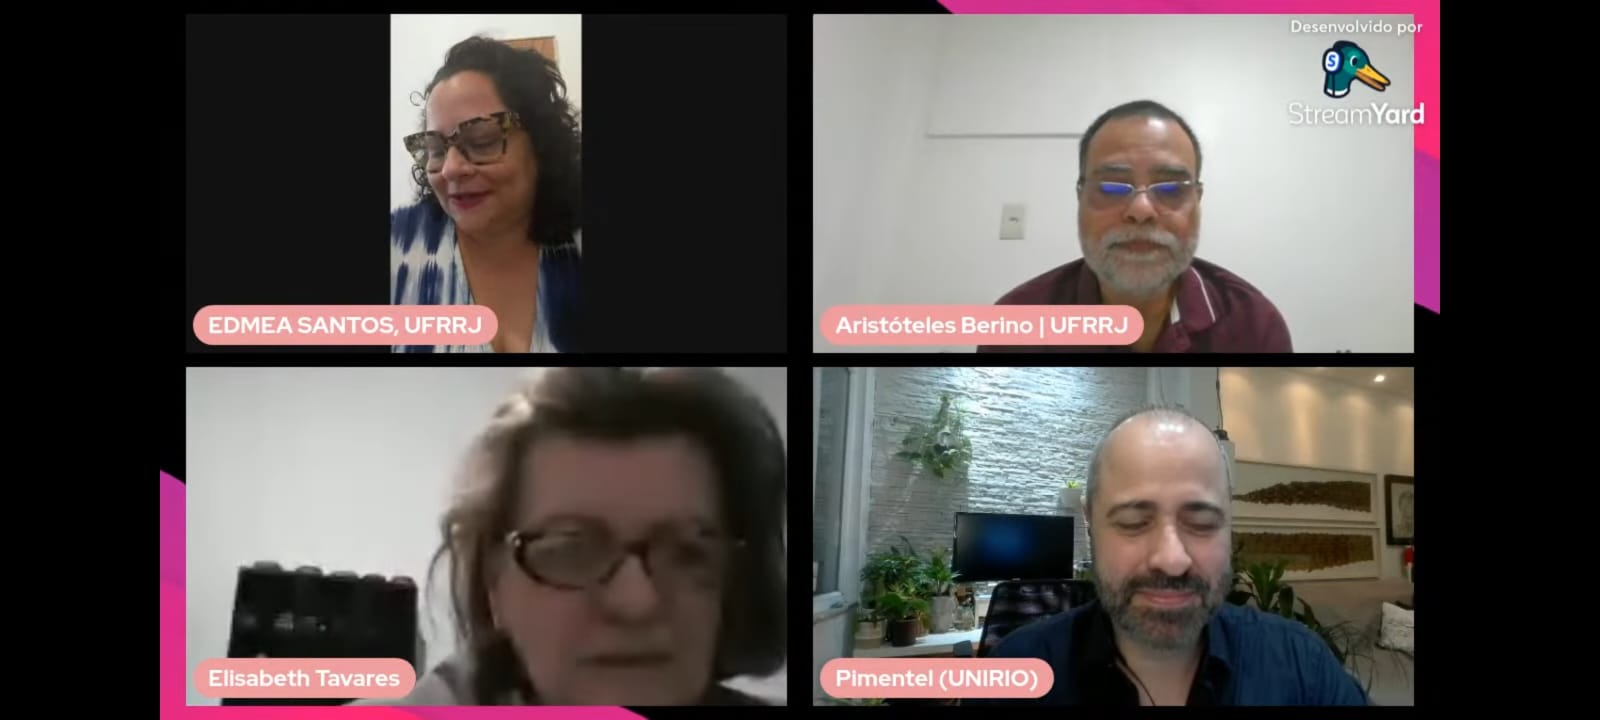 Desenvolvido por
S
StreamYard
EDMEA SANTOS, UFRRJ
Aristóteles Berino | UFRRJ
Elisabeth Tavares
Pimentel (UNIRIO)